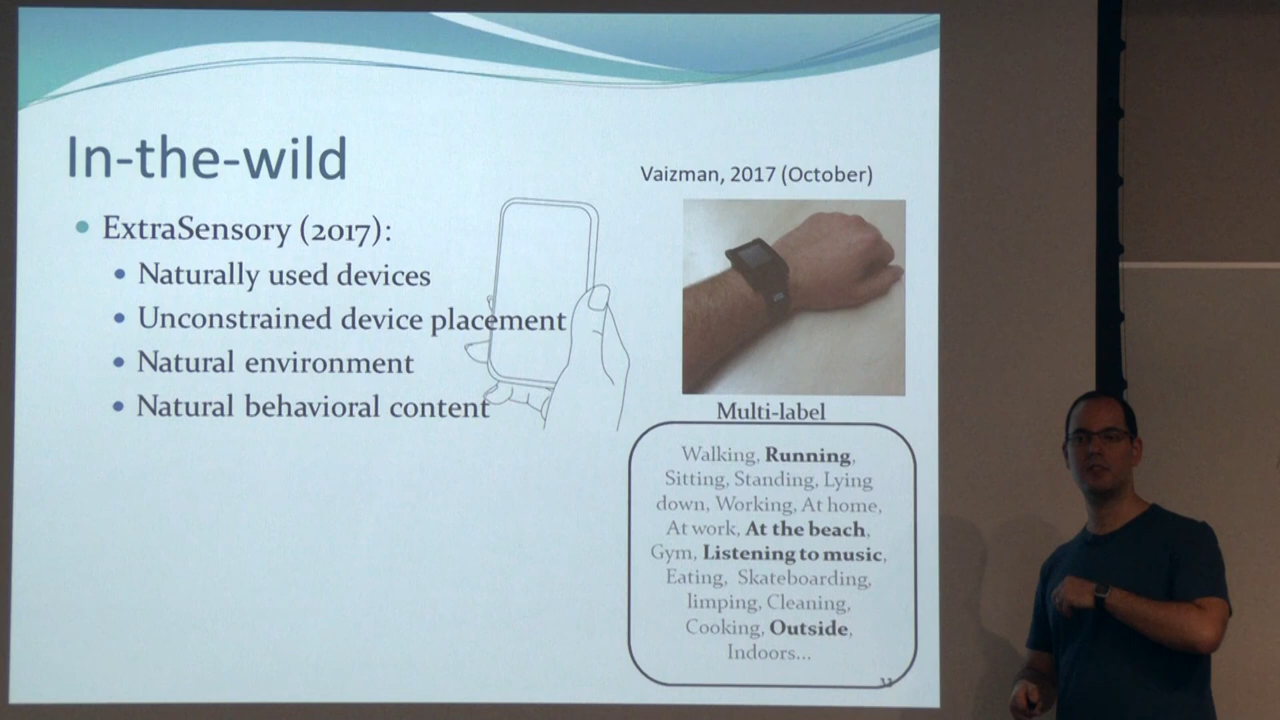 In-the-wild
Vaizman, 2017 (October)
ExtraSensory (2017):
Naturally used devices
Unconstrained device placement
Natural environment
Natural behavioral content
Multi-label
Walking, Running,
Sitting, Standing, Lying
down, Working, At home,
At work, At the beach,
Gym, Listening to music,
Eating, Skateboarding,
limping, Cleaning,
Cooking, Outside,
Indoors...